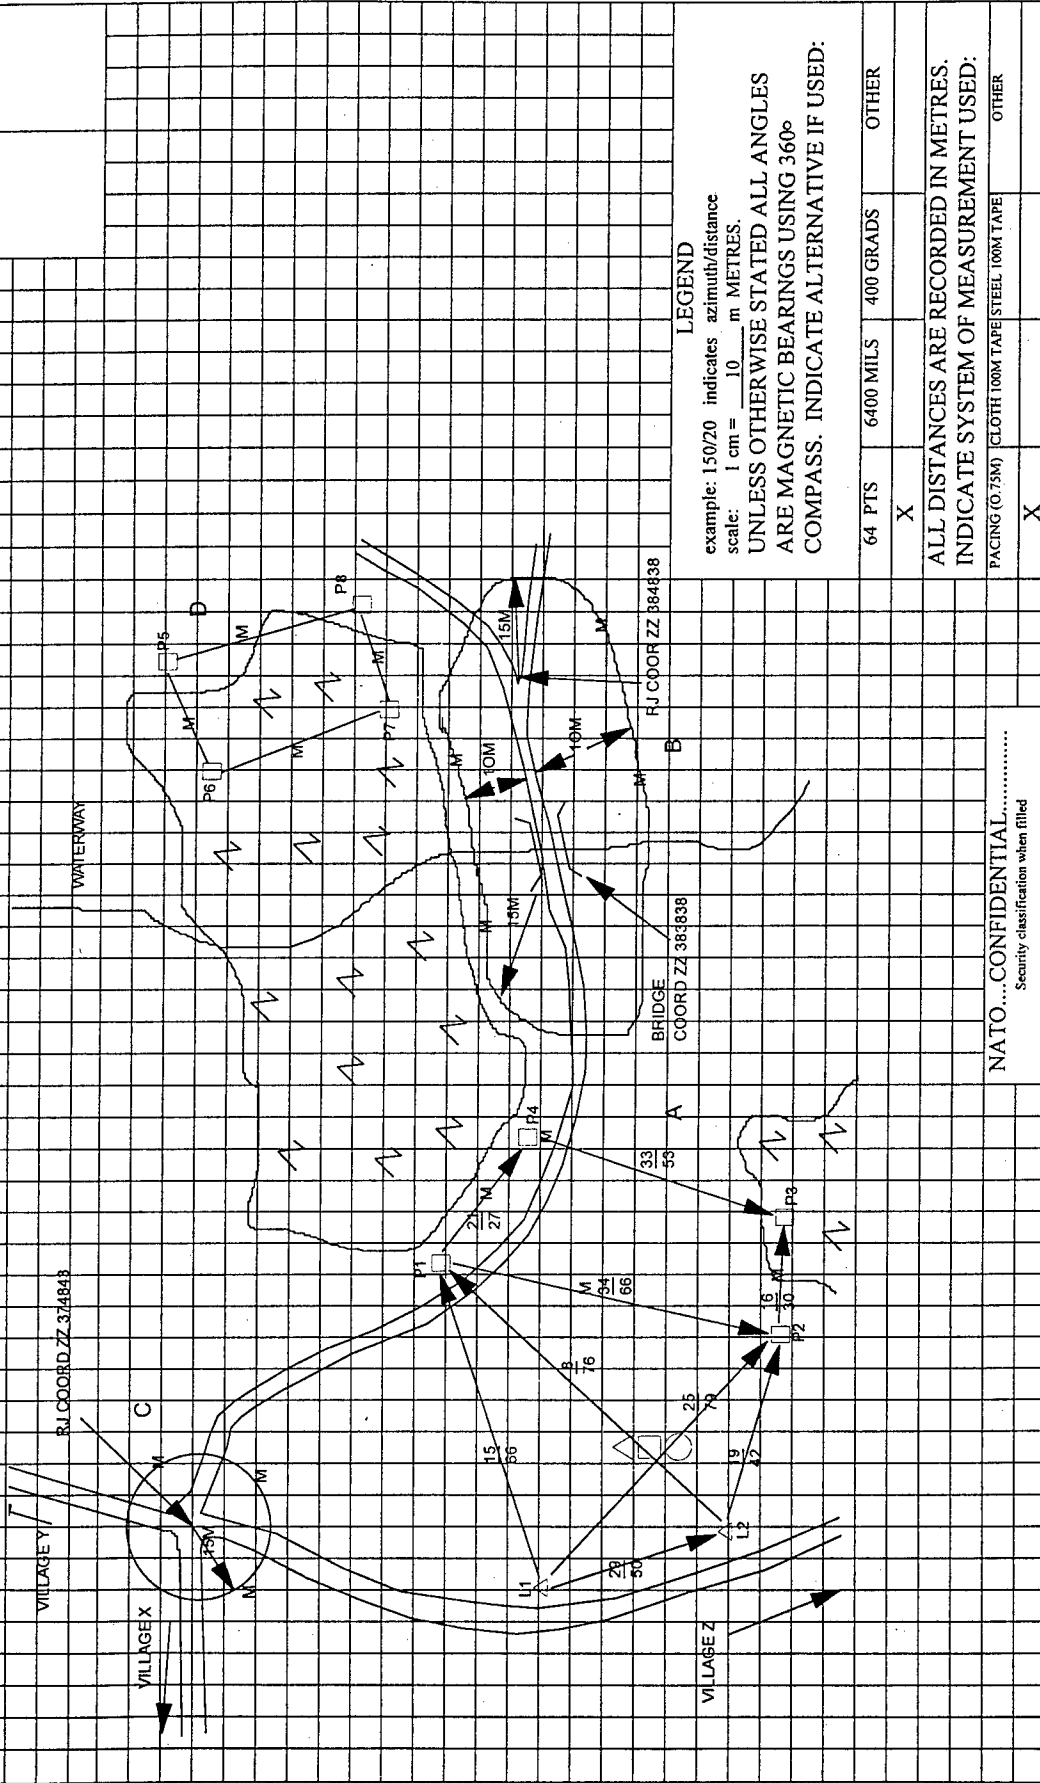 WATERWAY
P5
D
P6
M
M
P8
M
M
P7
RJ COORD ZZ 374843
VILLAGE Y
C
M
M
M
VILLAGE X
M
10M
10M
15M
M
M
B
RJ COOR ZZ 384838
15M
M
BRIDGE
COORD ZZ 383838
P1
21
27
M
P4
M
A
33
53
P3
M
34
66
16
30
M
P2
8
76
15
66
25
79
19
42
L1
29
50
L2
VILLAGE Z
LEGEND
example: 150/20 indicates azimuth/distance
scale: 1 cm = 10 m METRES.
UNLESS OTHERWISE STATED ALL ANGLES
ARE MAGNETIC BEARINGS USING 360°
COMPASS. INDICATE ALTERNATIVE IF USED:
64 PTS 6400 MILS 400 GRADS OTHER
X
ALL DISTANCES ARE RECORDED IN METRES.
INDICATE SYSTEM OF MEASUREMENT USED:
PACING (O.75M) CLOTH 100M TAPE STEEL 100M TAPE OTHER
X
NATO....CONFIDENTIAL..............
Security classification when filled